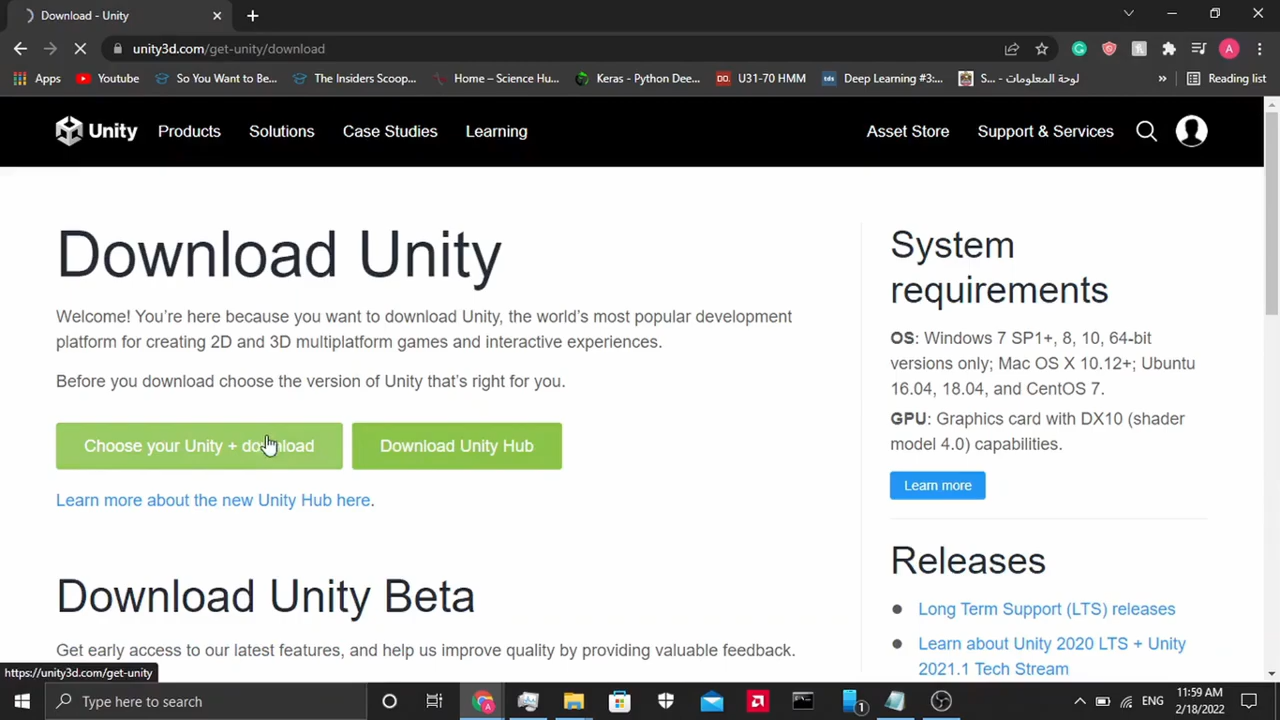 Download - Unity
unity3d.com/get-unity/download
A
Apps Youtube So You Want to Be... The Insiders Scoop... Home – Science Hu... Keras - Python Dee... DO. U31-70 HMM tds Deep Learning #3:... لوحة المعلومات - ...S » Reading list
Unity Products Solutions Case Studies Learning Asset Store Support & Services
Download Unity
Welcome! You're here because you want to download Unity, the world's most popular development
platform for creating 2D and 3D multiplatform games and interactive experiences.
Before you download choose the version of Unity that's right for you.
Choose your Unity + download Download Unity Hub
Learn more about the new Unity Hub here.
Download Unity Beta
Get early access to our latest features, and help us improve quality by providing valuable feedback.
System
requirements
OS: Windows 7 SP1+, 8, 10, 64-bit
versions only; Mac OS X 10.12+; Ubuntu
16.04, 18.04, and CentOS 7.
GPU: Graphics card with DX10 (shader
model 4.0) capabilities.
Learn more
Releases
Long Term Support (LTS) releases
Learn about Unity 2020 LTS + Unity
2021.1 Tech Stream
https://unity3d.com/get-unity
Type here to search
1
ENG
11:59 AM
2/18/2022